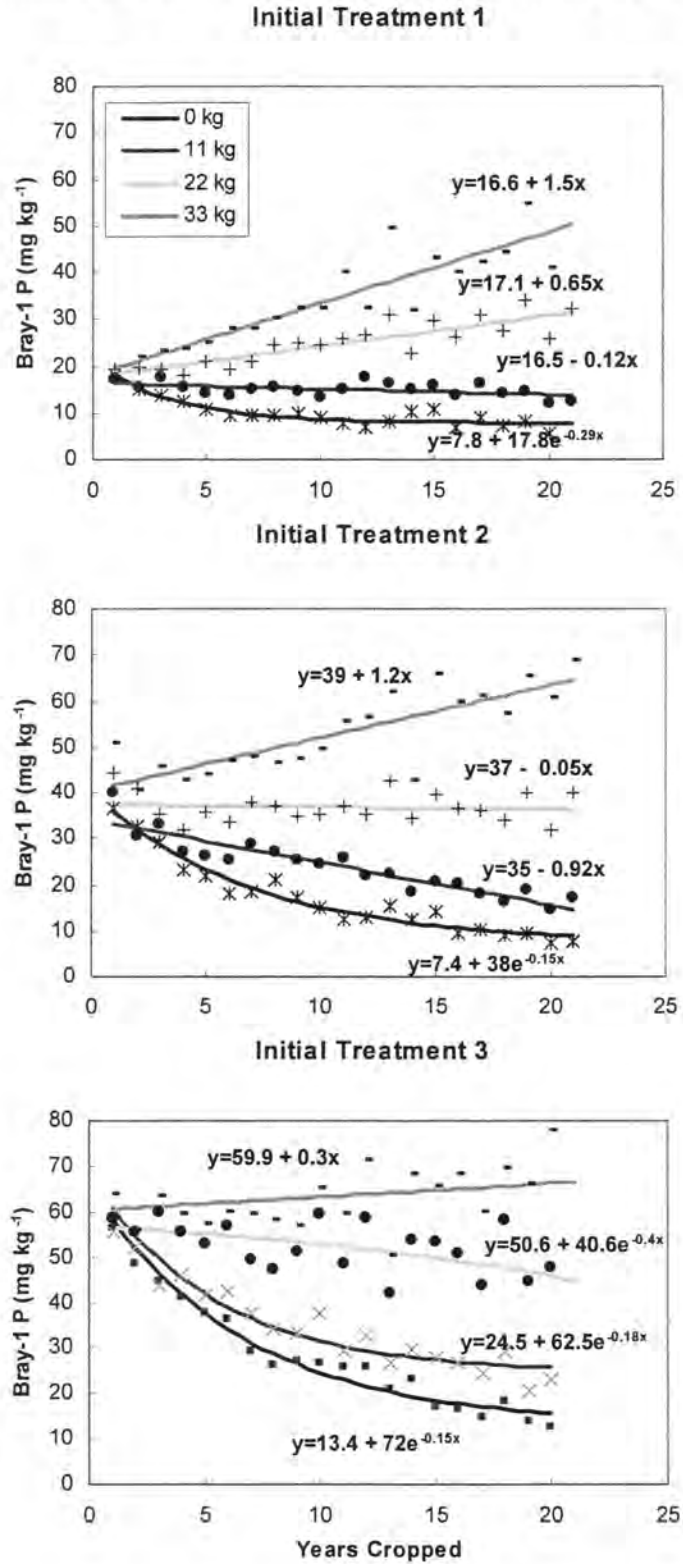 Initial Treatment 1
80
0 kg
70
11 kg
60
22 kg
y=16.6 + 1.5x
50
33 kg
40
y=17.1 + 0.65x
30
y=16.5 - 0.12x
20
10
y=7.8 + 17.8e-0.29x
0
Bray-1 P (mg kg-1)
0 5 10 15 20 25
Initial Treatment 2
80
70
y=39 + 1.2x
60
50
y=37 - 0.05x
40
30
y=35 - 0.92x
20
10
y=7.4 + 38e-0.15x
0
Bray-1 P (mg kg-1)
0 5 10 15 20 25
Initial Treatment 3
80
70
y=59.9 + 0.3x
60
y=50.6 + 40.6e-0.4x
50
40
y=24.5 + 62.5e-0.18x
30
20
y=13.4 + 72e-0.15x
10
0
Bray-1 P (mg kg-1)
0 5 10 15 20 25
Years Cropped